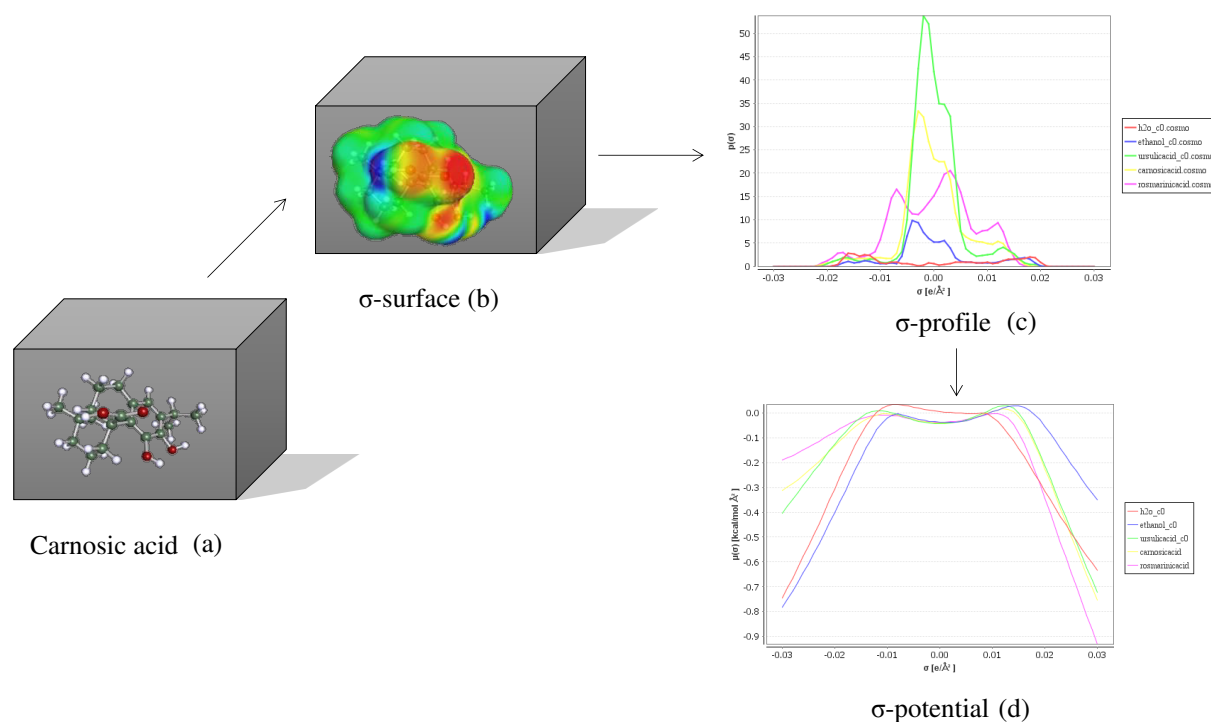 Carnosic acid (a)
σ-surface (b)
p(σ)
50
45
40
35
30
25
20
15
10
5
0
-0.03 -0.02 -0.01 0.00 0.01 0.02 0.03
σ [e/Å²]
h2o_c0.cosmo
ethanol_c0.cosmo
ursulicacid_c0.cosmo
carnosicacid.cosmo
rosmarinicacid.cosmo
σ-profile (c)
μ(σ) [kcal/mol Å²]
0.0
-0.1
-0.2
-0.3
-0.4
-0.5
-0.6
-0.7
-0.8
-0.9
-0.03 -0.02 -0.01 0.00 0.01 0.02 0.03
σ [e/Å²]
h2o_c0
ethanol_c0
ursulicacid_c0
carnosicacid
rosmarinicacid
σ-potential (d)